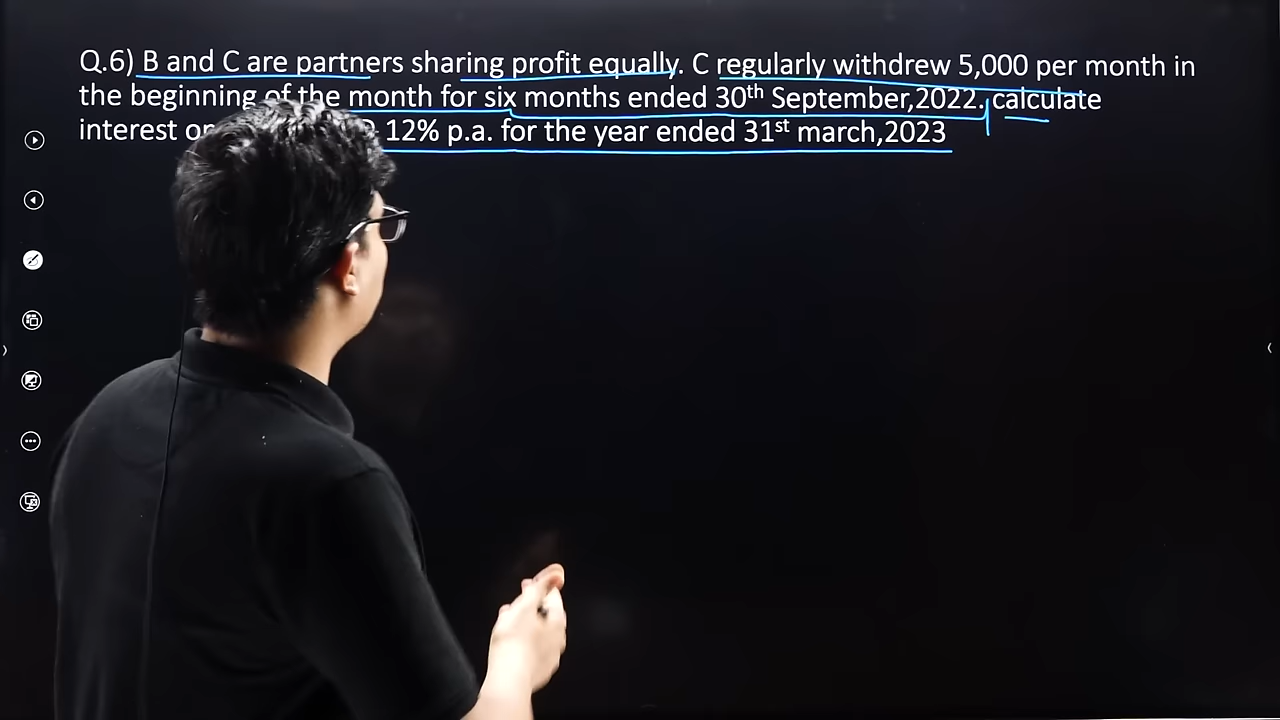 Q.6) B and C are partners sharing profit equally. C regularly withdrew 5,000 per month in
the beginning of the month for six months ended 30th September,2022. calculate
interest 12% p.a. for the year ended 31st march,2023